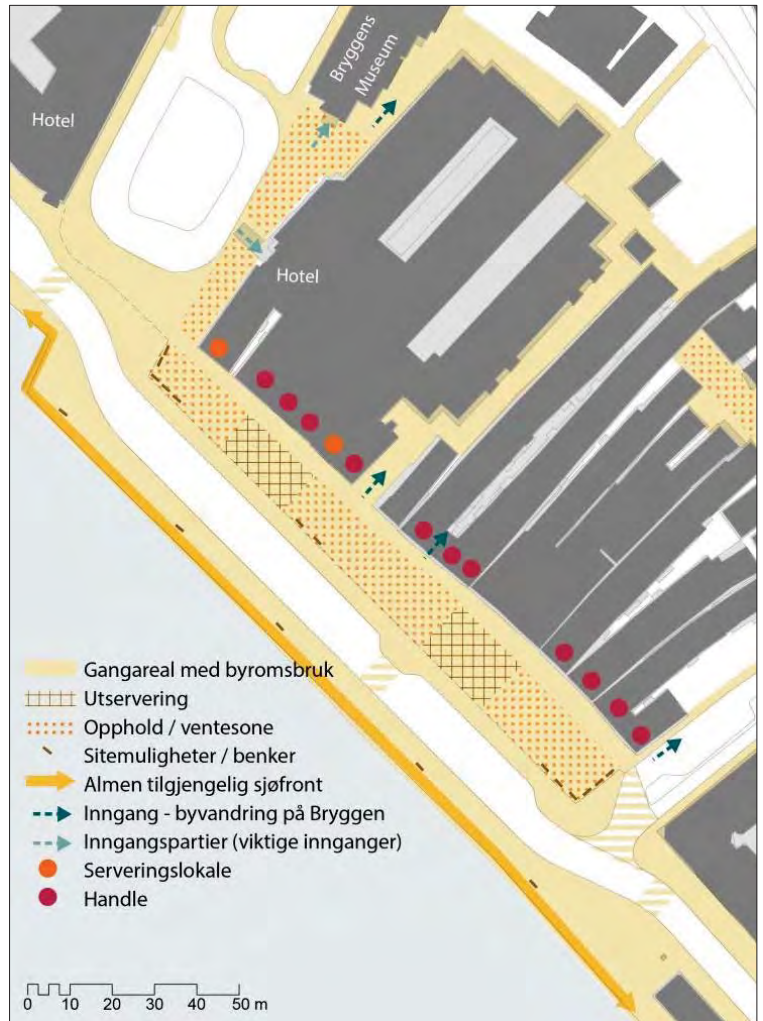 Hotel
Bryggens
Museum
Hotel
Gangareal med byromsbruk
Utservering
Opphold / ventesone
Sitemuligheter / benker
Almen tilgjengelig sjøfront
Inngang - byvandring på Bryggen
Inngangspartier (viktige innganger)
Serveringslokale
Handle
0 10 20 30 40 50 m